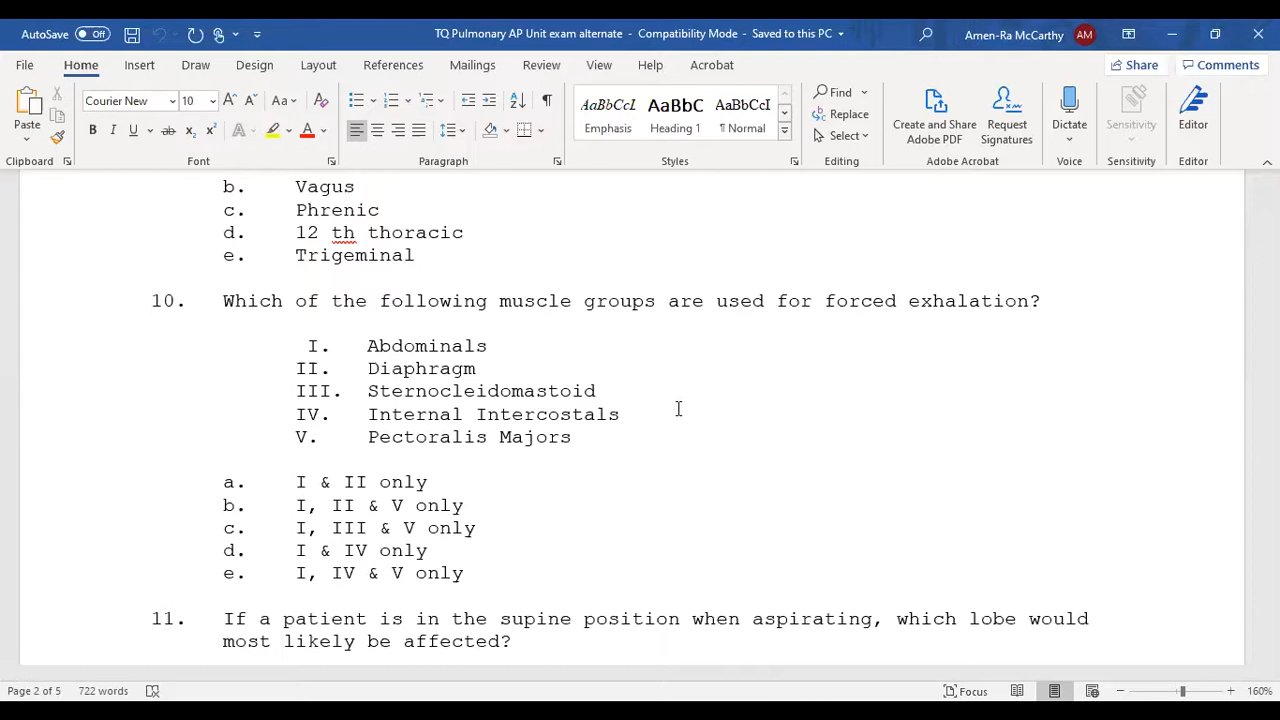 AutoSave Off TQ Pulmonary AP Unit exam alternate - Compatibility Mode - Saved to this PC Amen-Ra McCarthy AM
File Home Insert Draw Design Layout References Mailings Review View Help Acrobat Share Comments
Courier New 10 A A Aa A AaBbCcI AaBbC AaBbCcI Find
Replace
Paste B I U ab x2 x2 A A Emphasis Heading 1 ¶ Normal Select Create and Share Adobe PDF Request Signatures Dictate Sensitivity Editor
Clipboard Font Paragraph Styles Editing Adobe Acrobat Voice Sensitivity Editor
b. Vagus
c. Phrenic
d. 12 th thoracic
e. Trigeminal
10. Which of the following muscle groups are used for forced exhalation?
I. Abdominals
II. Diaphragm
III. Sternocleidomastoid
IV. Internal Intercostals
V. Pectoralis Majors
a. I & II only
b. I, II & V only
c. I, III & V only
d. I & IV only
e. I, IV & V only
11. If a patient is in the supine position when aspirating, which lobe would
most likely be affected?
Page 2 of 5 722 words Focus 160%